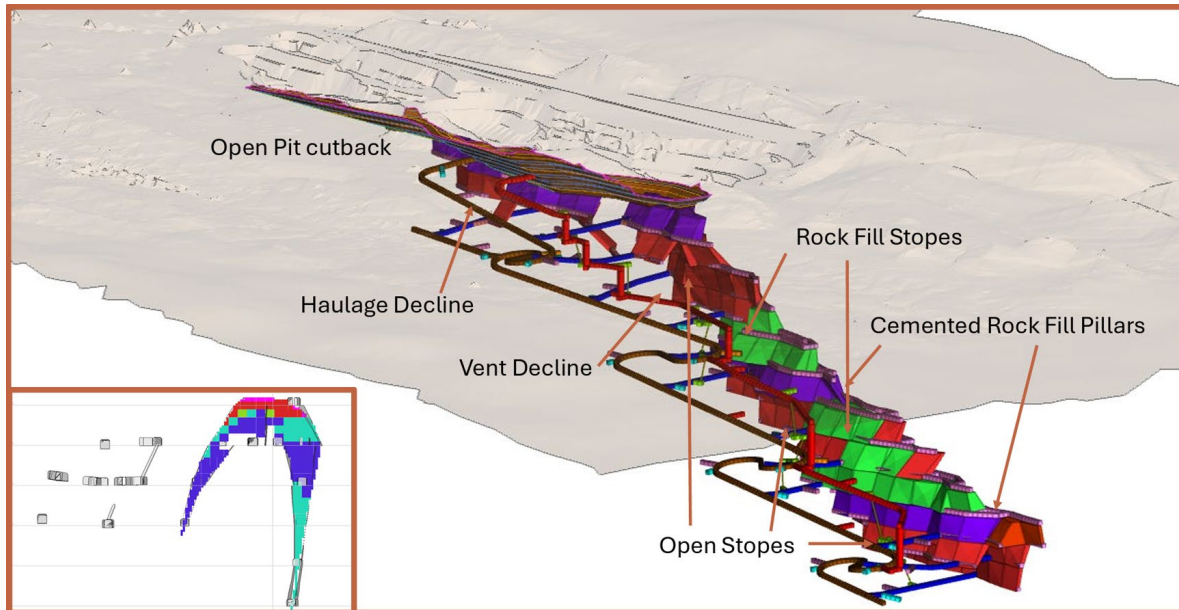 Open Pit cutback
Rock Fill Stopes
Haulage Decline
Cemented Rock Fill Pillars
Vent Decline
Open Stopes